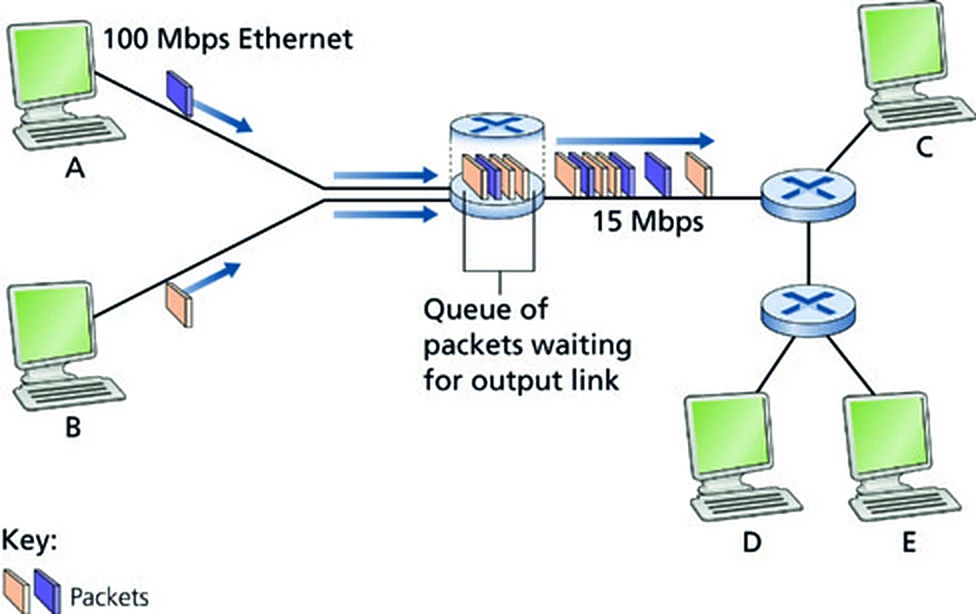 100 Mbps Ethernet
A
C
15 Mbps
Queue of
packets waiting
for output link
B
D
E
Key:
Packets